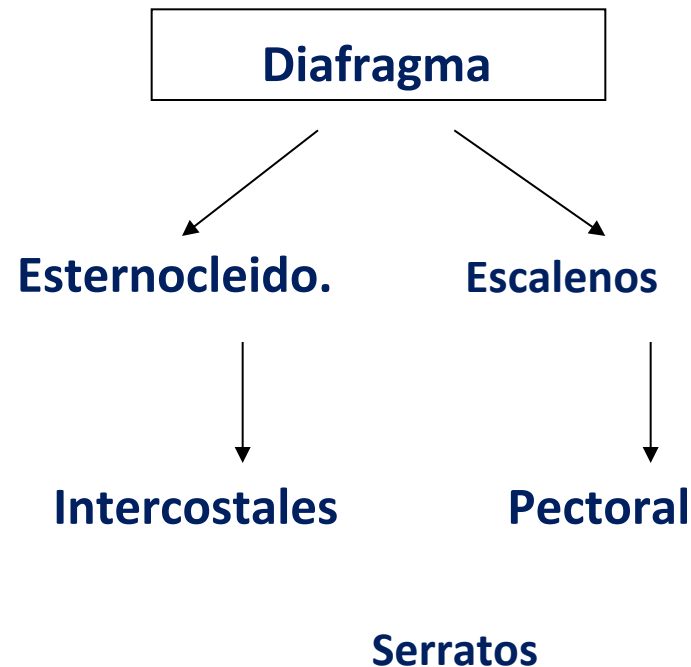 Diafragma
Esternocleido. Escalenos
Intercostales Pectoral
Serratos